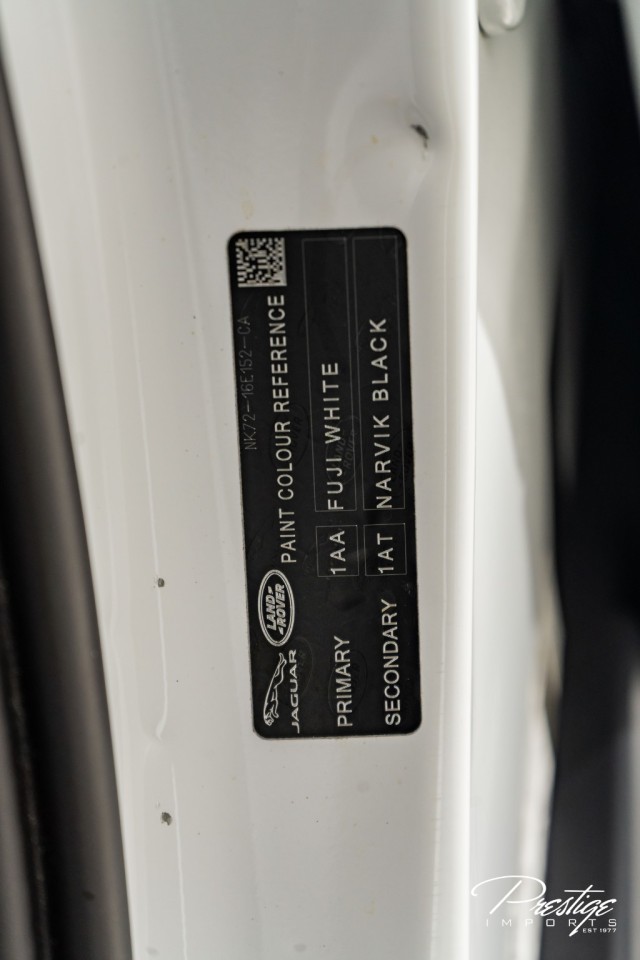 NK72-16E152-CA
JAGUAR
LAND
ROVER
PAINT COLOUR REFERENCE
PRIMARY 1AA FUJI WHITE
SECONDARY 1AT NARVIK BLACK
Prestige
IMPORTS
EST 1977